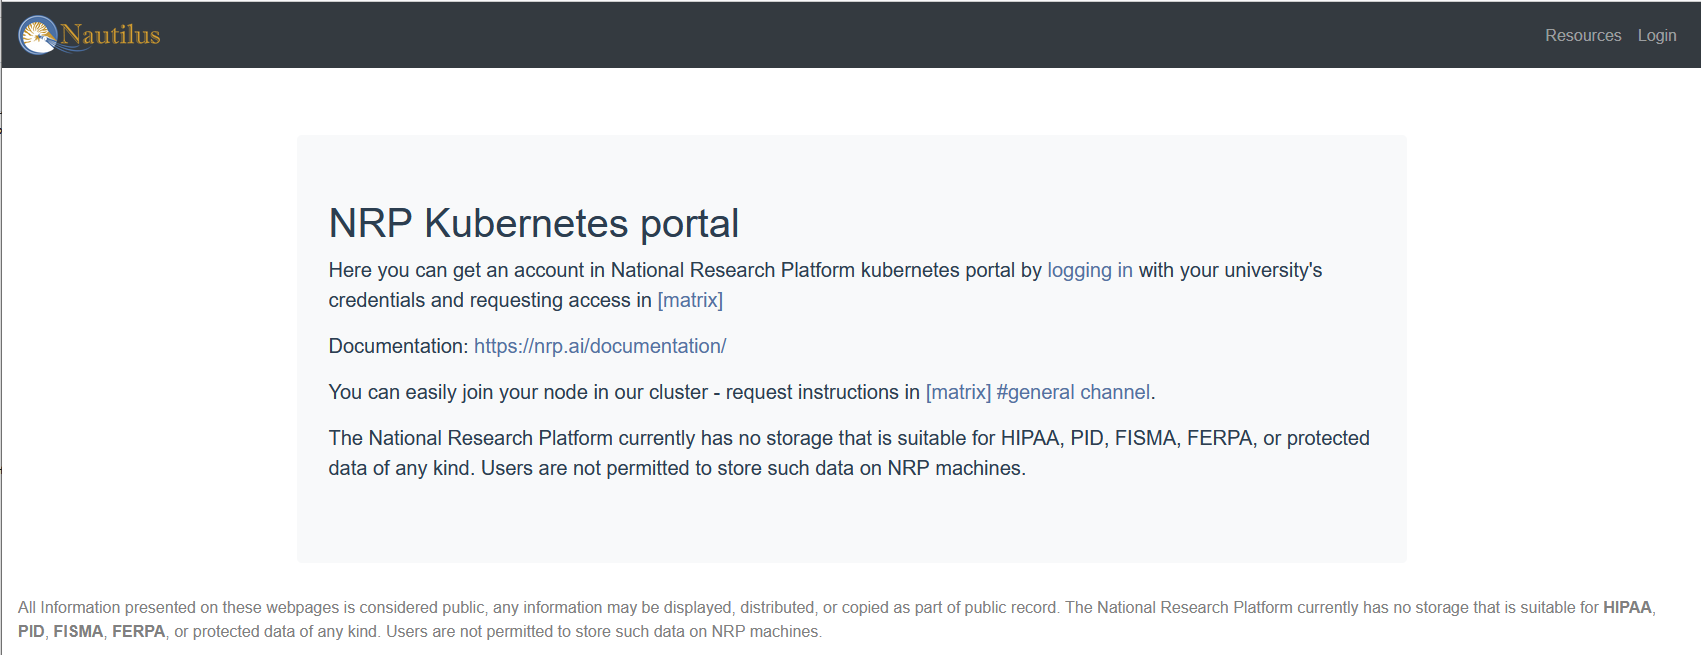 Nautilus
Resources Login
NRP Kubernetes portal
Here you can get an account in National Research Platform kubernetes portal by logging in with your university's
credentials and requesting access in [matrix]
Documentation: https://nrp.ai/documentation/
You can easily join your node in our cluster - request instructions in [matrix] #general channel.
The National Research Platform currently has no storage that is suitable for HIPAA, PID, FISMA, FERPA, or protected
data of any kind. Users are not permitted to store such data on NRP machines.
All Information presented on these webpages is considered public, any information may be displayed, distributed, or copied as part of public record. The National Research Platform currently has no storage that is suitable for HIPAA,
PID, FISMA, FERPA, or protected data of any kind. Users are not permitted to store such data on NRP machines.